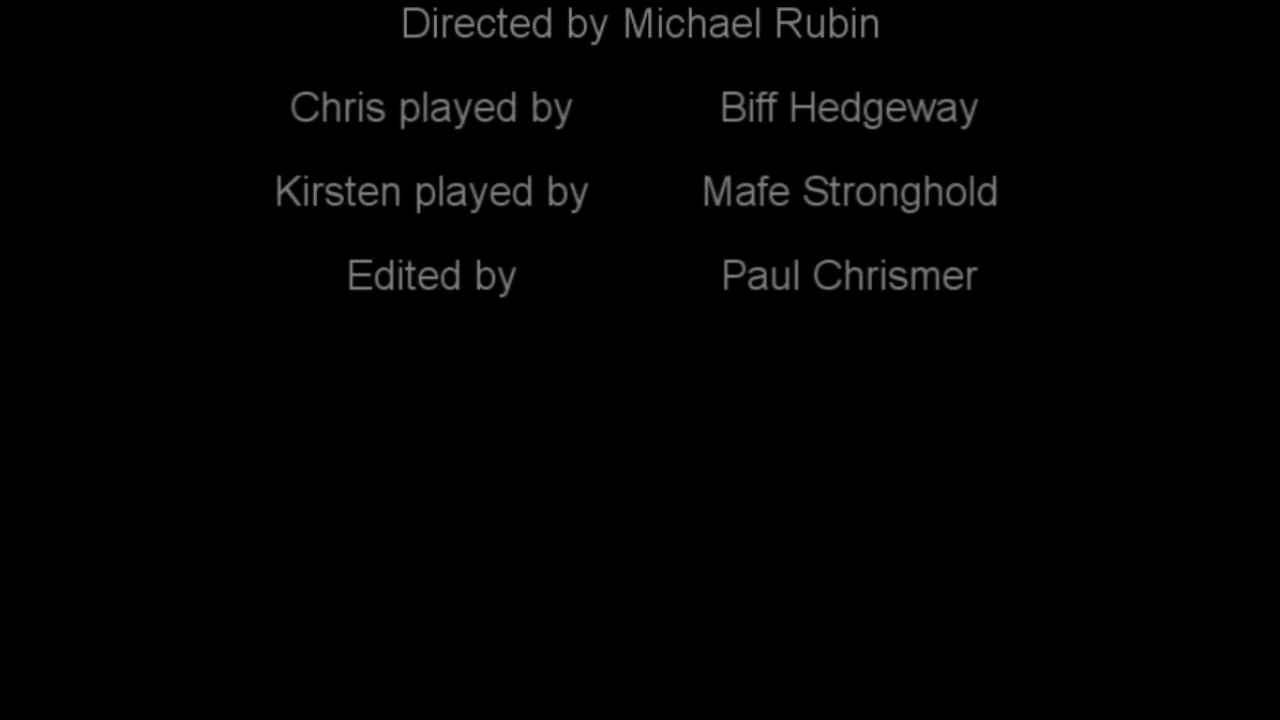 Directed by Michael Rubin
Chris played by Biff Hedgeway
Kirsten played by Mafe Stronghold
Edited by Paul Chrismer